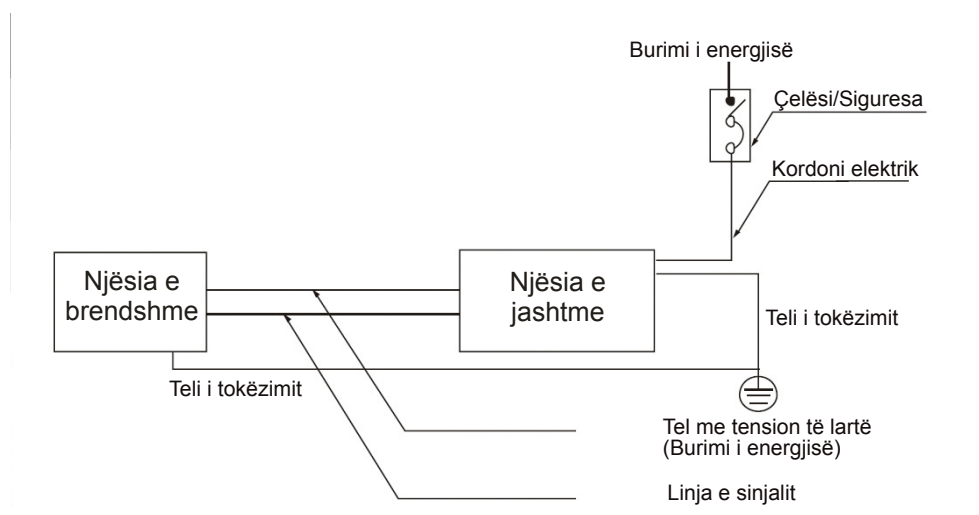 Burimi i energjisë
Çelësi/Siguresa
Kordoni elektrik
Njësia e
brendshme
Njësia e
jashtme
Teli i tokëzimit
Teli i tokëzimit
Tel me tension të lartë
(Burimi i energjisë)
Linja e sinjalit